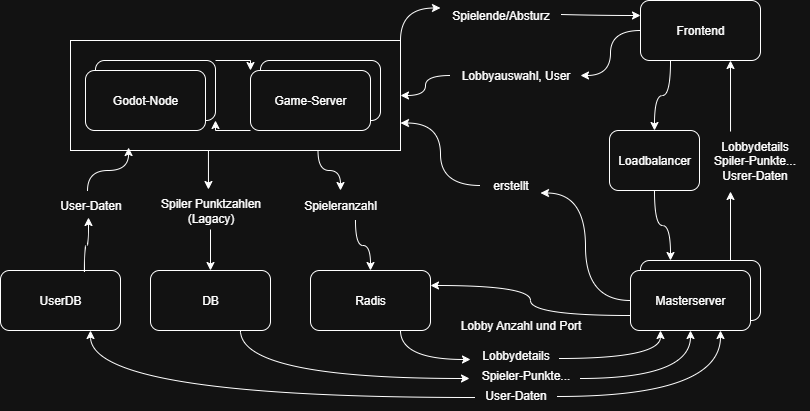 Spielende/Absturz
Frontend
Lobbyauswahl, User
Godot-Node
Game-Server
Loadbalancer
Lobbydetails
Spiler-Punkte...
Usrer-Daten
erstellt
User-Daten
Spiler Punktzahlen
(Lagacy)
Spieleranzahl
UserDB
DB
Radis
Masterserver
Lobby Anzahl und Port
Lobbydetails
Spieler-Punkte...
User-Daten